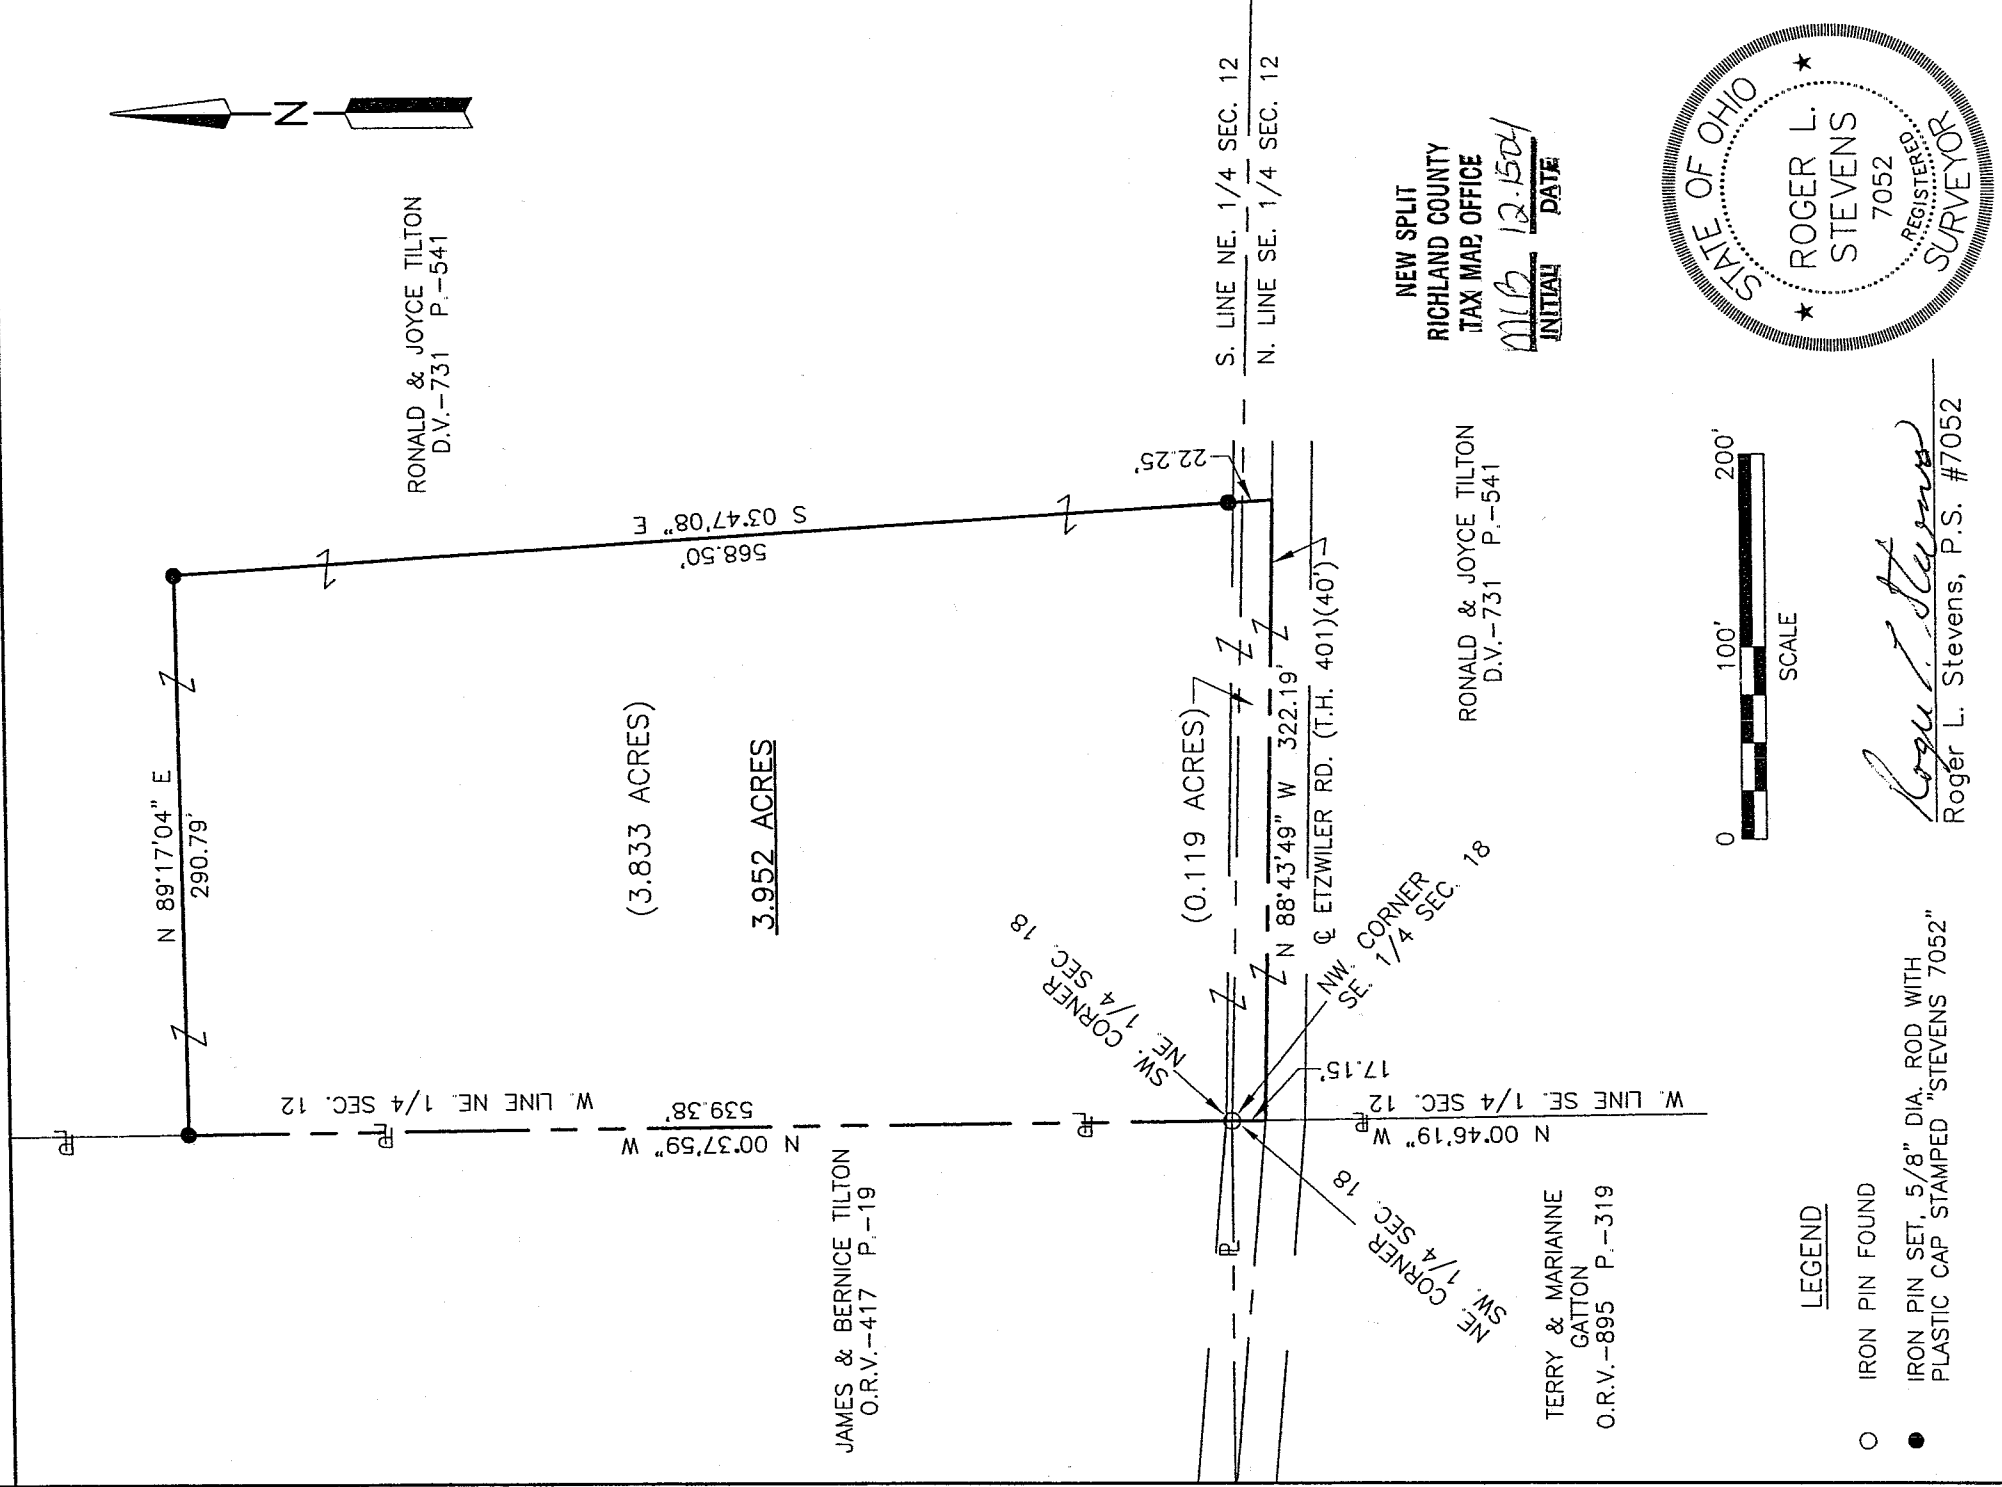 N
RONALD & JOYCE TILTON
D.V.-731 P.-541
N 89°17'04" E
290.79'
S 03°47'08" E
568.50'
(3.833 ACRES)
3.952 ACRES
W. LINE NE. 1/4 SEC. 12
539.38'
N 00°37'59" W
JAMES & BERNICE TILTON
O.R.V.-417 P.-19
S. LINE NE. 1/4 SEC. 12
N. LINE SE. 1/4 SEC. 12
22.25'
(0.119 ACRES)
N 88°43'49" W 322.19'
℄ ETZWILER RD. (T.H. 401)(40')
SW. CORNER
NE. 1/4 SEC. 18
NW. CORNER
SE. 1/4 SEC. 18
NE. CORNER
SW. 1/4 SEC. 18
17.15'
W. LINE SE. 1/4 SEC. 12
N 00°46'19" W
TERRY & MARIANNE
GATTON
O.R.V.-895 P.-319
RONALD & JOYCE TILTON
D.V.-731 P.-541
NEW SPLIT
RICHLAND COUNTY
TAX MAP OFFICE
MLB 12-15-04
INITIAL DATE
STATE OF OHIO
ROGER L.
STEVENS
7052
REGISTERED
SURVEYOR
0 100' 200'
SCALE
Roger L. Stevens
Roger L. Stevens, P.S. #7052
LEGEND
IRON PIN FOUND
IRON PIN SET, 5/8" DIA. ROD WITH
PLASTIC CAP STAMPED "STEVENS 7052"